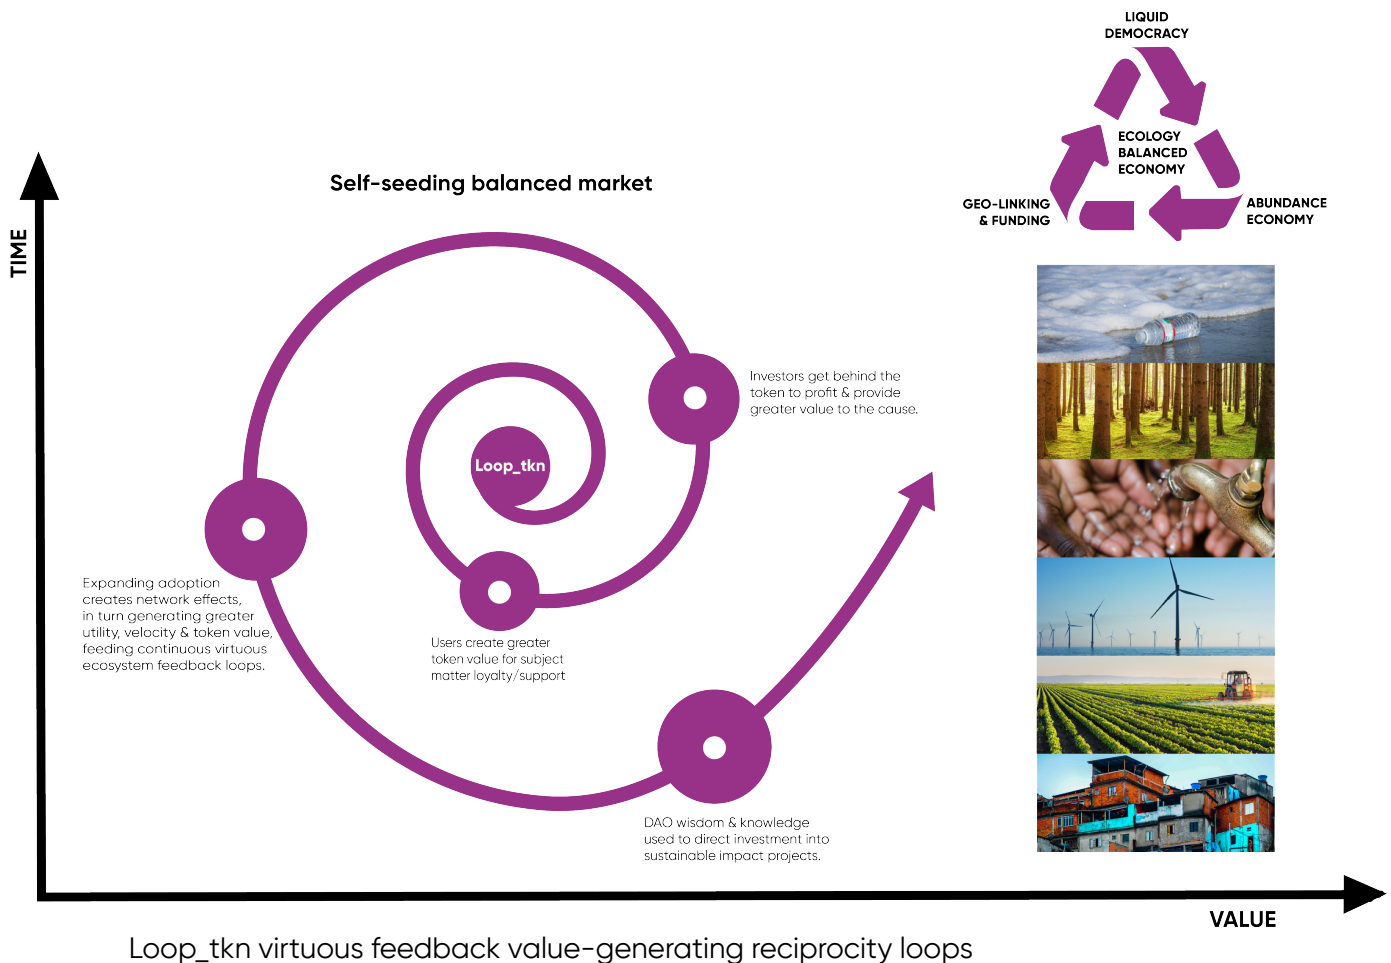 LIQUID
DEMOCRACY
ECOLOGY
BALANCED
ECONOMY
GEO-LINKING
& FUNDING
ABUNDANCE
ECONOMY
Self-seeding balanced market
TIME
Investors get behind the
token to profit & provide
greater value to the cause.
Loop_tkn
Expanding adoption
creates network effects,
in turn generating greater
utility, velocity & token value,
feeding continuous virtuous
ecosystem feedback loops.
Users create greater
token value for subject
matter loyalty/support
DAO wisdom & knowledge
used to direct investment into
sustainable impact projects.
VALUE
Loop_tkn virtuous feedback value-generating reciprocity loops